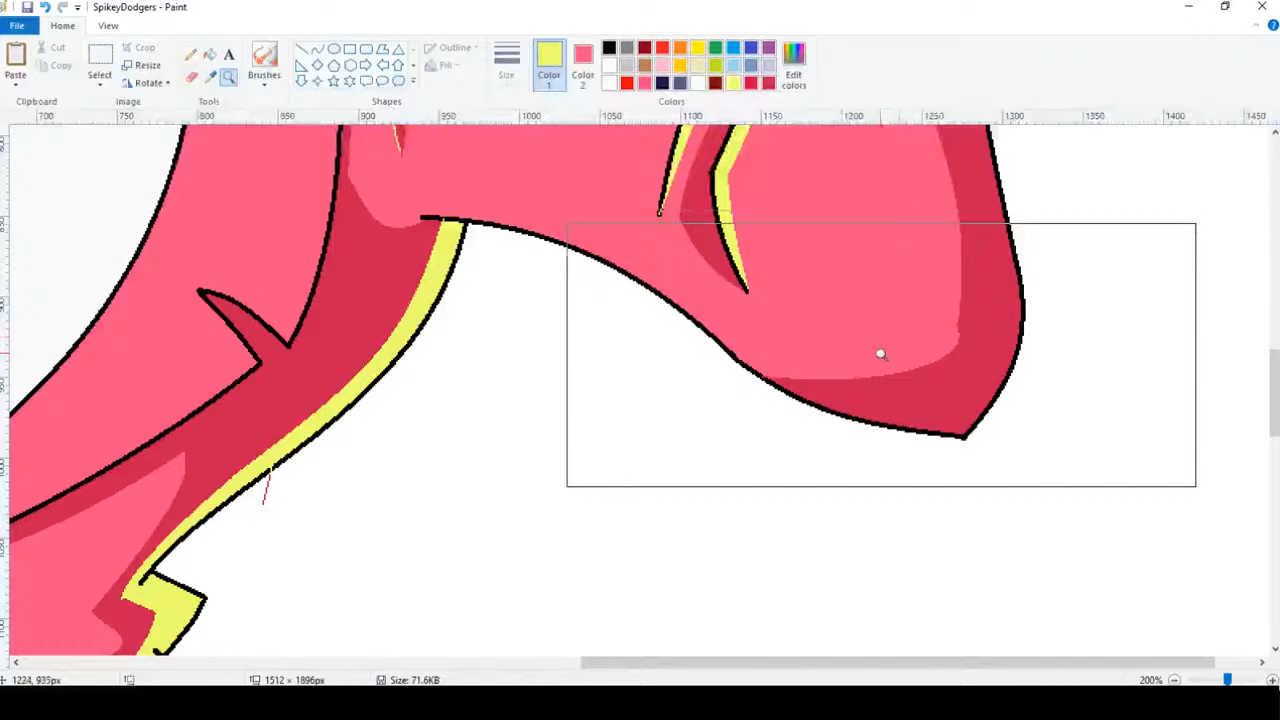 SpikeyDodgers - Paint
File Home View
Paste
Cut
Copy
Clipboard
Select
Crop
Resize
Rotate
Image
A
Tools
Brushes
Outline
Fill
Shapes
Size
Color 1
Color 2
Edit colors
Colors
700 750 800 850 900 950 1000 1050 1100 1150 1200 1250 1300 1350 1400 1450
1224, 935px
1512 × 1896px
Size: 71.6KB
200%